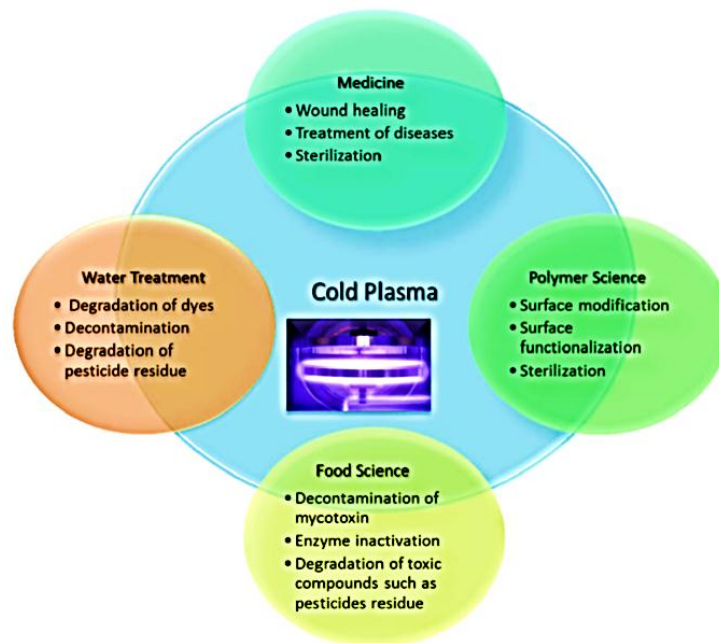 Medicine
• Wound healing
• Treatment of diseases
• Sterilization
Water Treatment
• Degradation of dyes
• Decontamination
• Degradation of
pesticide residue
Cold Plasma
Polymer Science
• Surface modification
• Surface
functionalization
• Sterilization
Food Science
• Decontamination of
mycotoxin
• Enzyme inactivation
• Degradation of toxic
compounds such as
pesticides residue